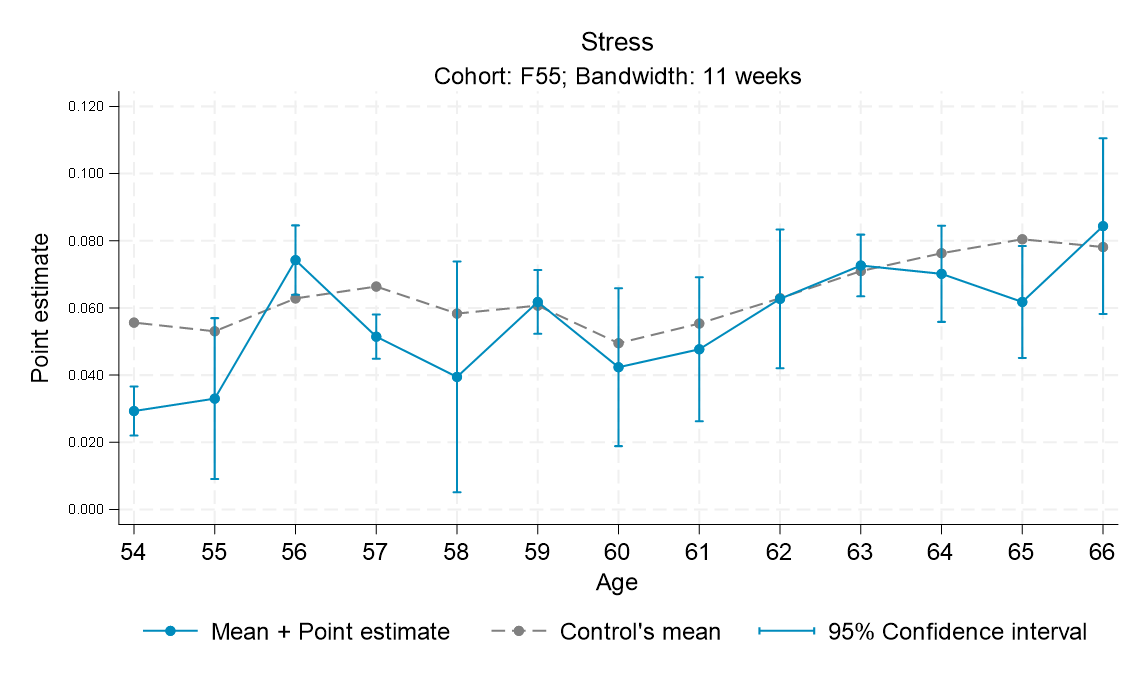 Stress
Cohort: F55; Bandwidth: 11 weeks
Point estimate
0.120
0.100
0.080
0.060
0.040
0.020
0.000
54 55 56 57 58 59 60 61 62 63 64 65 66
Age
Mean + Point estimate Control's mean 95% Confidence interval